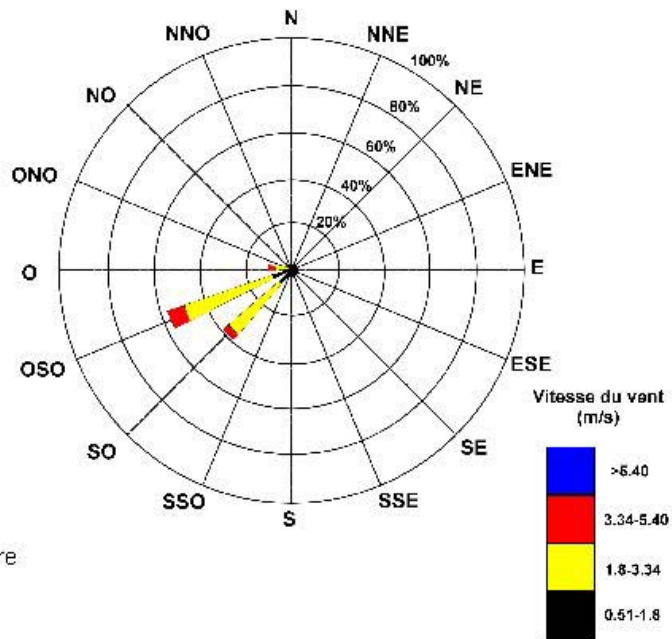 N
NNO
NNE
100%
NO
NE
80%
60%
ONO
ENE
40%
20%
O
E
OSO
ESE
Vitesse du vent
(m/s)
SO
SE
>5.40
SSO
SSE
S
3.34-5.40
re
1.8-3.34
0.51-1.8